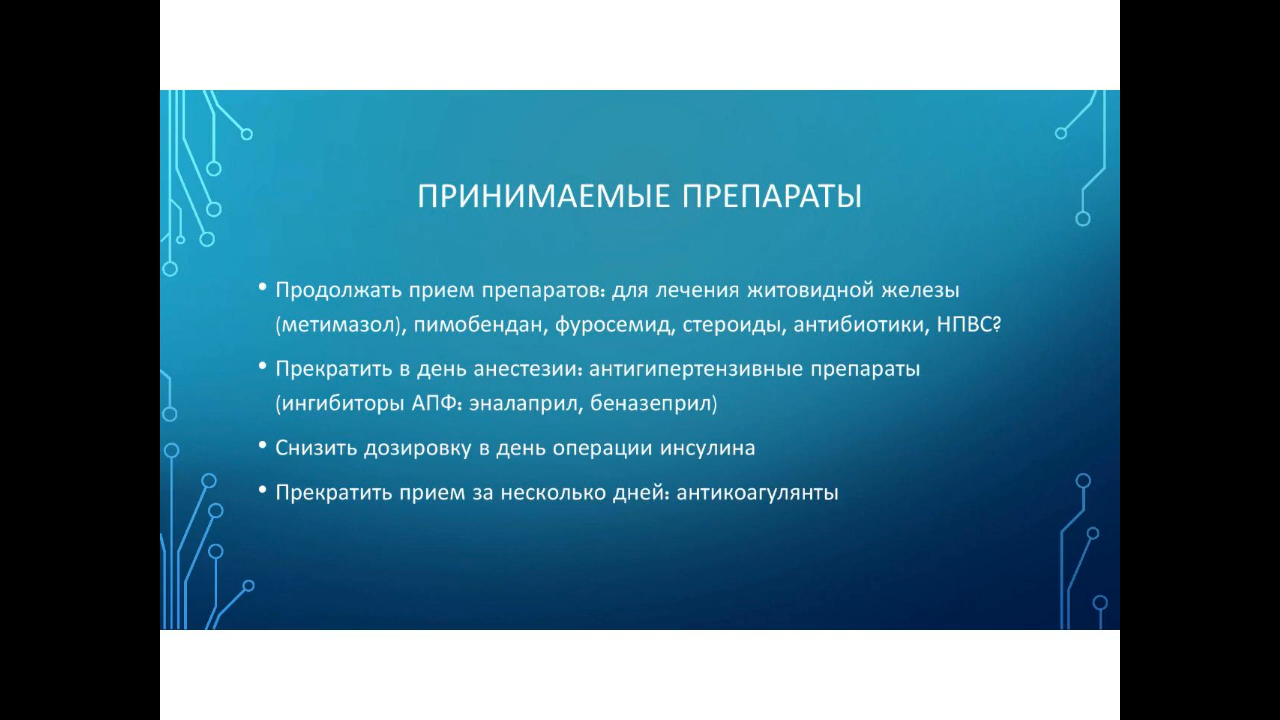 ПРИНИМАЕМЫЕ ПРЕПАРАТЫ
• Продолжать прием препаратов: для лечения житовидной железы
(метимазол), пимобендан, фуросемид, стероиды, антибиотики, НПВС?
• Прекратить в день анестезии: антигипертензивные препараты
(ингибиторы АПФ: эналаприл, беназеприл)
• Снизить дозировку в день операции инсулина
• Прекратить прием за несколько дней: антикоагулянты